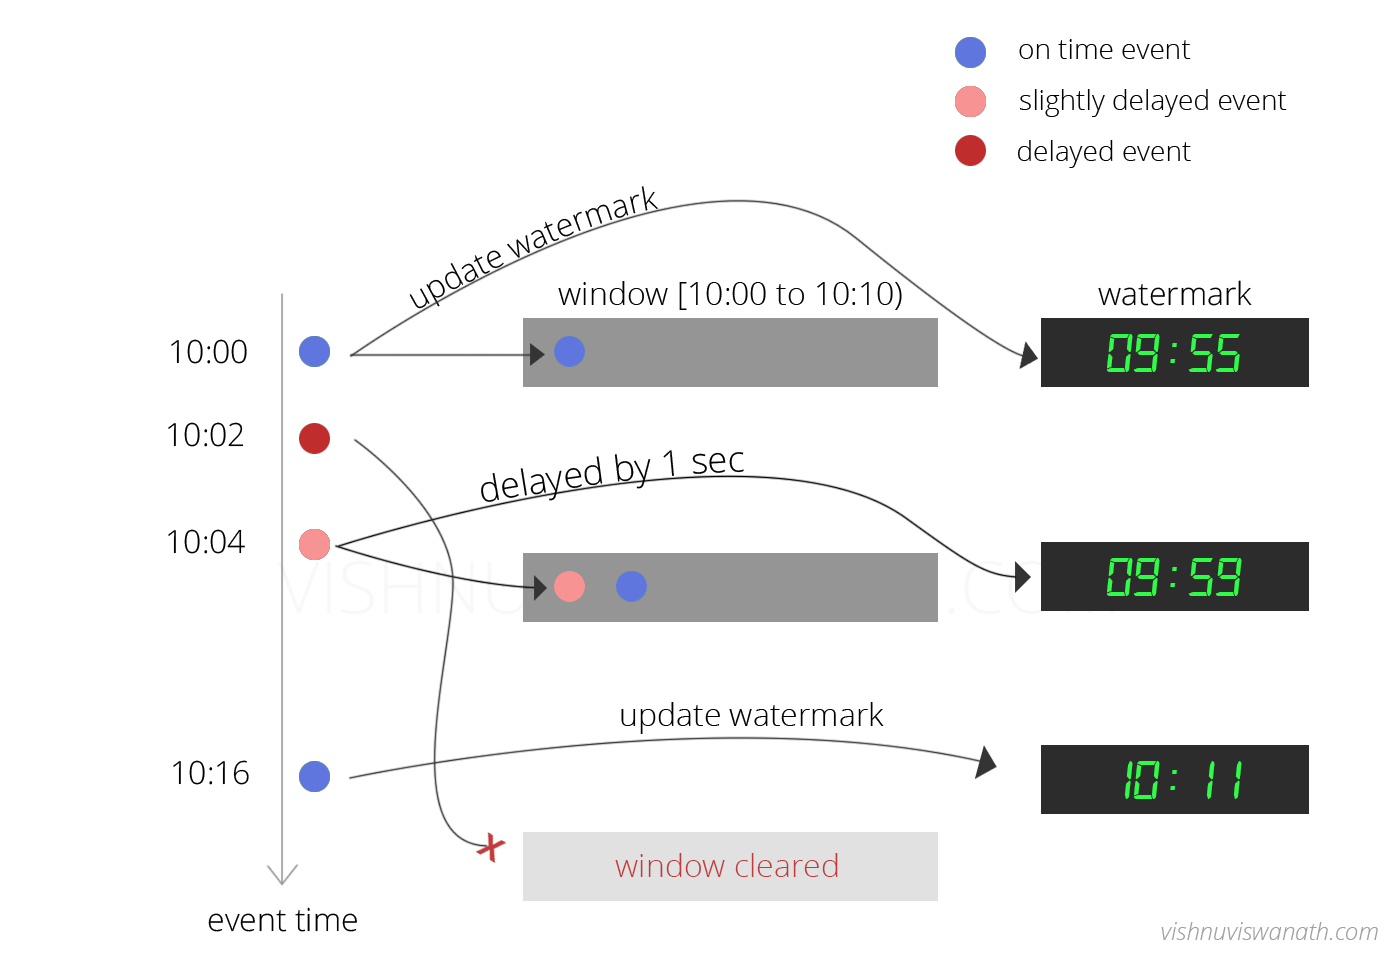 on time event
slightly delayed event
delayed event
update watermark
window [10:00 to 10:10)
watermark
10:00
09:55
10:02
delayed by 1 sec
10:04
09:59
update watermark
10:16
10:11
window cleared
event time
vishnuviswanath.com